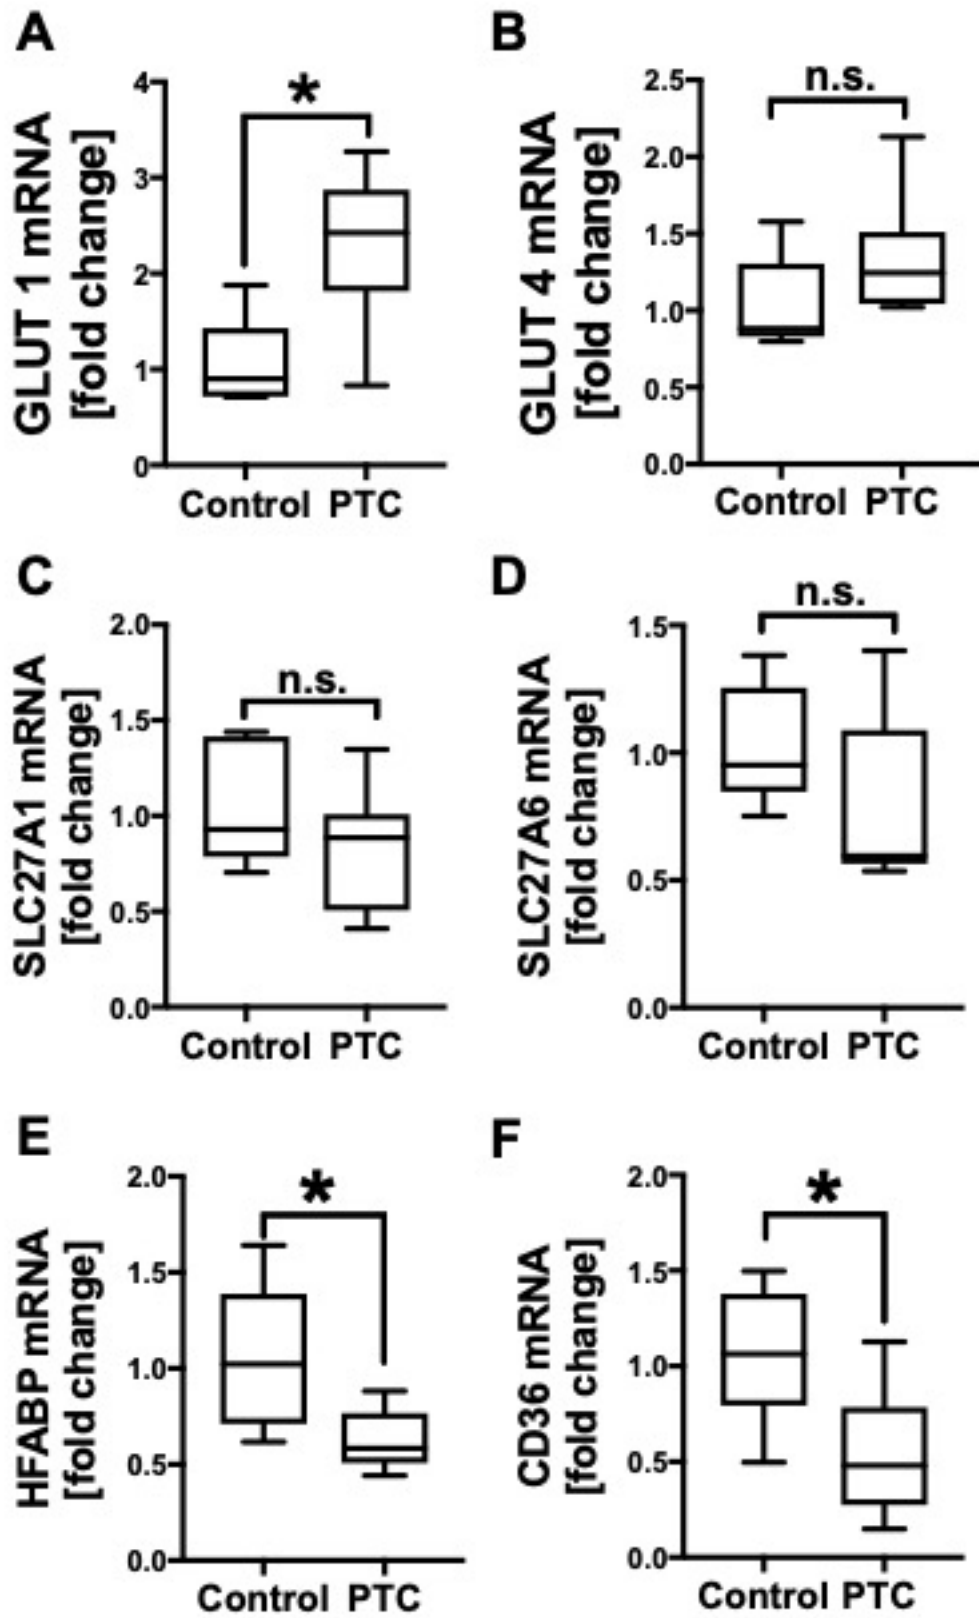 A
GLUT 1 mRNA
[fold change]
4
3
2
1
0
*
Control PTC
B
GLUT 4 mRNA
[fold change]
2.5
2.0
1.5
1.0
0.5
0.0
n.s.
Control PTC
C
SLC27A1 mRNA
[fold change]
2.0
1.5
1.0
0.5
0.0
n.s.
Control PTC
D
SLC27A6 mRNA
[fold change]
1.5
1.0
0.5
0.0
n.s.
Control PTC
E
HFABP mRNA
[fold change]
2.0
1.5
1.0
0.5
0.0
*
Control PTC
F
CD36 mRNA
[fold change]
2.0
1.5
1.0
0.5
0.0
*
Control PTC